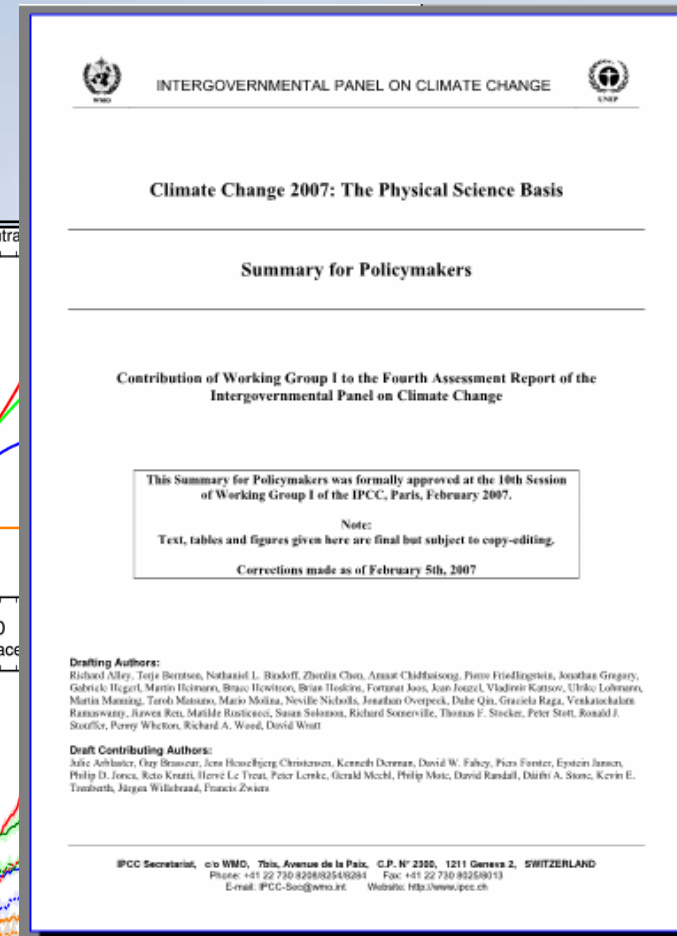 WMO
INTERGOVERNMENTAL PANEL ON CLIMATE CHANGE
UNEP
Climate Change 2007: The Physical Science Basis
Summary for Policymakers
Contribution of Working Group I to the Fourth Assessment Report of the
Intergovernmental Panel on Climate Change
This Summary for Policymakers was formally approved at the 10th Session
of Working Group I of the IPCC, Paris, February 2007.
Note:
Text, tables and figures given here are final but subject to copy-editing.
Corrections made as of February 5th, 2007
Drafting Authors:
Richard Alley, Terje Berntsen, Nathaniel L. Bindoff, Zhenlin Chen, Amnat Chidthaisong, Pierre Friedlingstein, Jonathan Gregory,
Gabriele Hegerl, Martin Heimann, Bruce Hewitson, Brian Hoskins, Fortunat Joos, Jean Jouzel, Vladimir Kattsov, Ulrike Lohmann,
Martin Manning, Taroh Matsuno, Mario Molina, Neville Nicholls, Jonathan Overpeck, Dahe Qin, Graciela Raga, Venkatachalam
Ramaswamy, Jiawen Ren, Matilde Rusticucci, Susan Solomon, Richard Somerville, Thomas F. Stocker, Peter Stott, Ronald J.
Stouffer, Penny Whetton, Richard A. Wood, David Wratt
Draft Contributing Authors:
Julie Arblaster, Guy Brasseur, Jens Hesselbjerg Christensen, Kenneth Denman, David W. Fahey, Piers Forster, Eystein Jansen,
Philip D. Jones, Reto Knutti, Hervé Le Treut, Peter Lemke, Gerald Meehl, Philip Mote, David Randall, Dáithí A. Stone, Kevin E.
Trenberth, Jürgen Willebrand, Francis Zwiers
IPCC Secretariat, c/o WMO, 7bis, Avenue de la Paix, C.P. N° 2300, 1211 Geneva 2, SWITZERLAND
Phone: +41 22 730 8208/8254/8284 Fax: +41 22 730 8025/8013
E-mail: IPCC-Sec@wmo.int Website: http://www.ipcc.ch